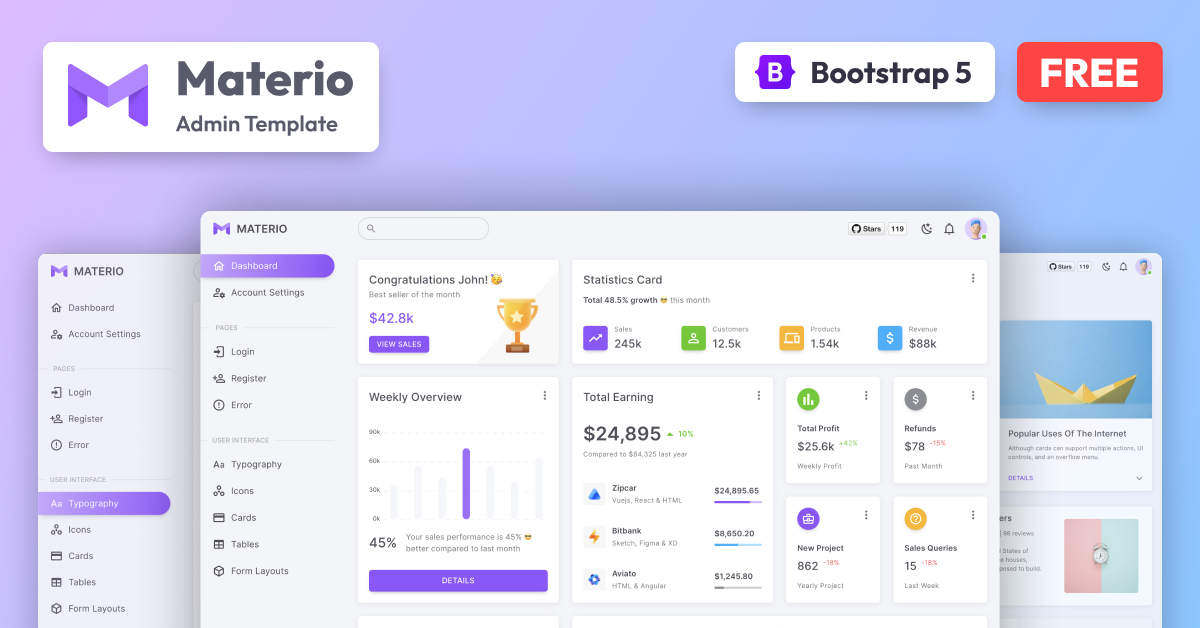 Materio
Admin Template
B
Bootstrap 5
FREE
MATERIO
Dashboard
Account Settings
PAGES
Login
Register
Error
USER INTERFACE
Aa Typography
Icons
Cards
Tables
Form Layouts
MATERIO
Dashboard
Account Settings
PAGES
Login
Register
Error
USER INTERFACE
Aa Typography
Icons
Cards
Tables
Form Layouts
Stars 119
Congratulations John! 🥳
Best seller of the month
$42.8k
VIEW SALES
Statistics Card
Total 48.5% growth 😎 this month
Sales
245k
Customers
12.5k
Products
1.54k
$
Revenue
$88k
Weekly Overview
90k
60k
30k
0k
45%
Your sales performance is 45% 😎
better compared to last month
DETAILS
Total Earning
$24,895 10%
Compared to $84,325 last year
Zipcar
Vuejs, React & HTML
$24,895.65
Bitbank
Sketch, Figma & XD
$8,650.20
Aviato
HTML & Angular
$1,245.80
Total Profit
$25.6k +42%
Weekly Profit
$
Refunds
$78 -15%
Past Month
New Project
862 -18%
Yearly Project
?
Sales Queries
15 -18%
Last Week
Stars 119
Popular Uses Of The Internet
Although cards can support multiple actions, UI
controls, and an overflow menu.
DETAILS
ers
| 98 reviews
States of
e houses,
posed to build.